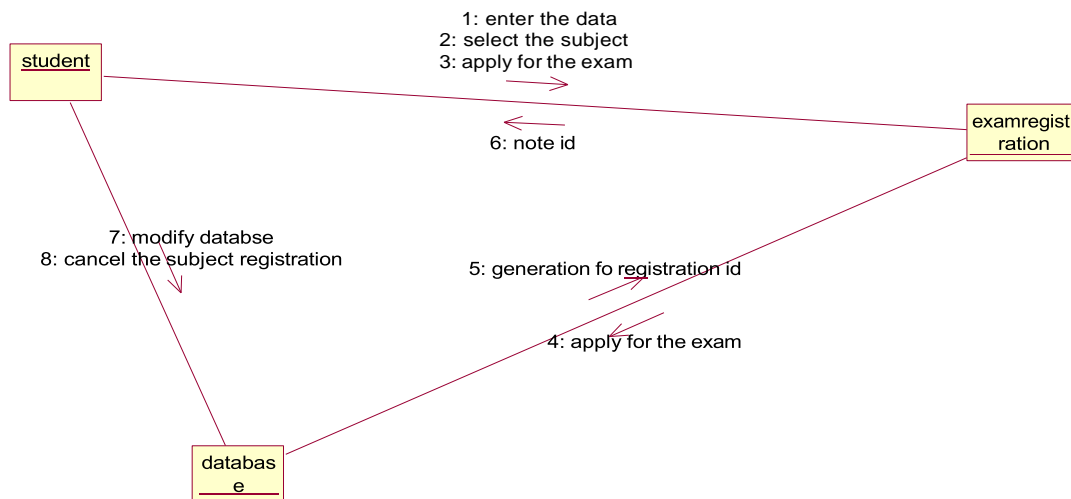 1: enter the data
2: select the subject
3: apply for the exam
student
examregist
ration
6: note id
7: modify databse
8: cancel the subject registration
5: generation fo registration id
4: apply for the exam
databas
e